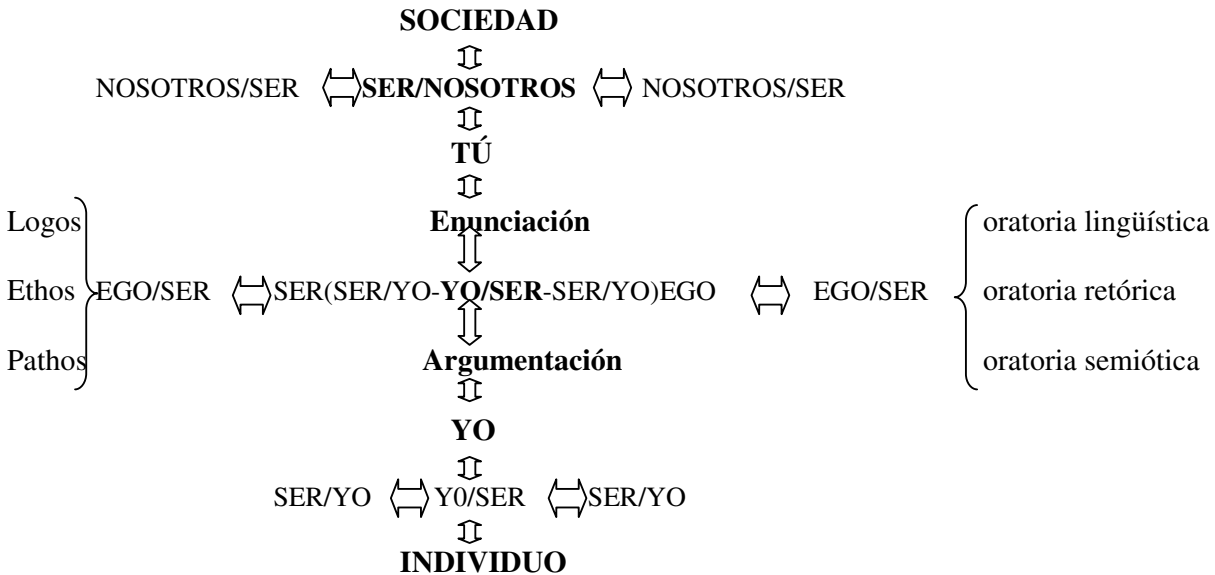 SOCIEDAD
NOSOTROS/SER SER/NOSOTROS NOSOTROS/SER
TÚ
Logos Enunciación oratoria lingüística
Ethos EGO/SER SER(SER/YO-YO/SER-SER/YO)EGO EGO/SER oratoria retórica
Pathos Argumentación oratoria semiótica
YO
SER/YO Y0/SER SER/YO
INDIVIDUO